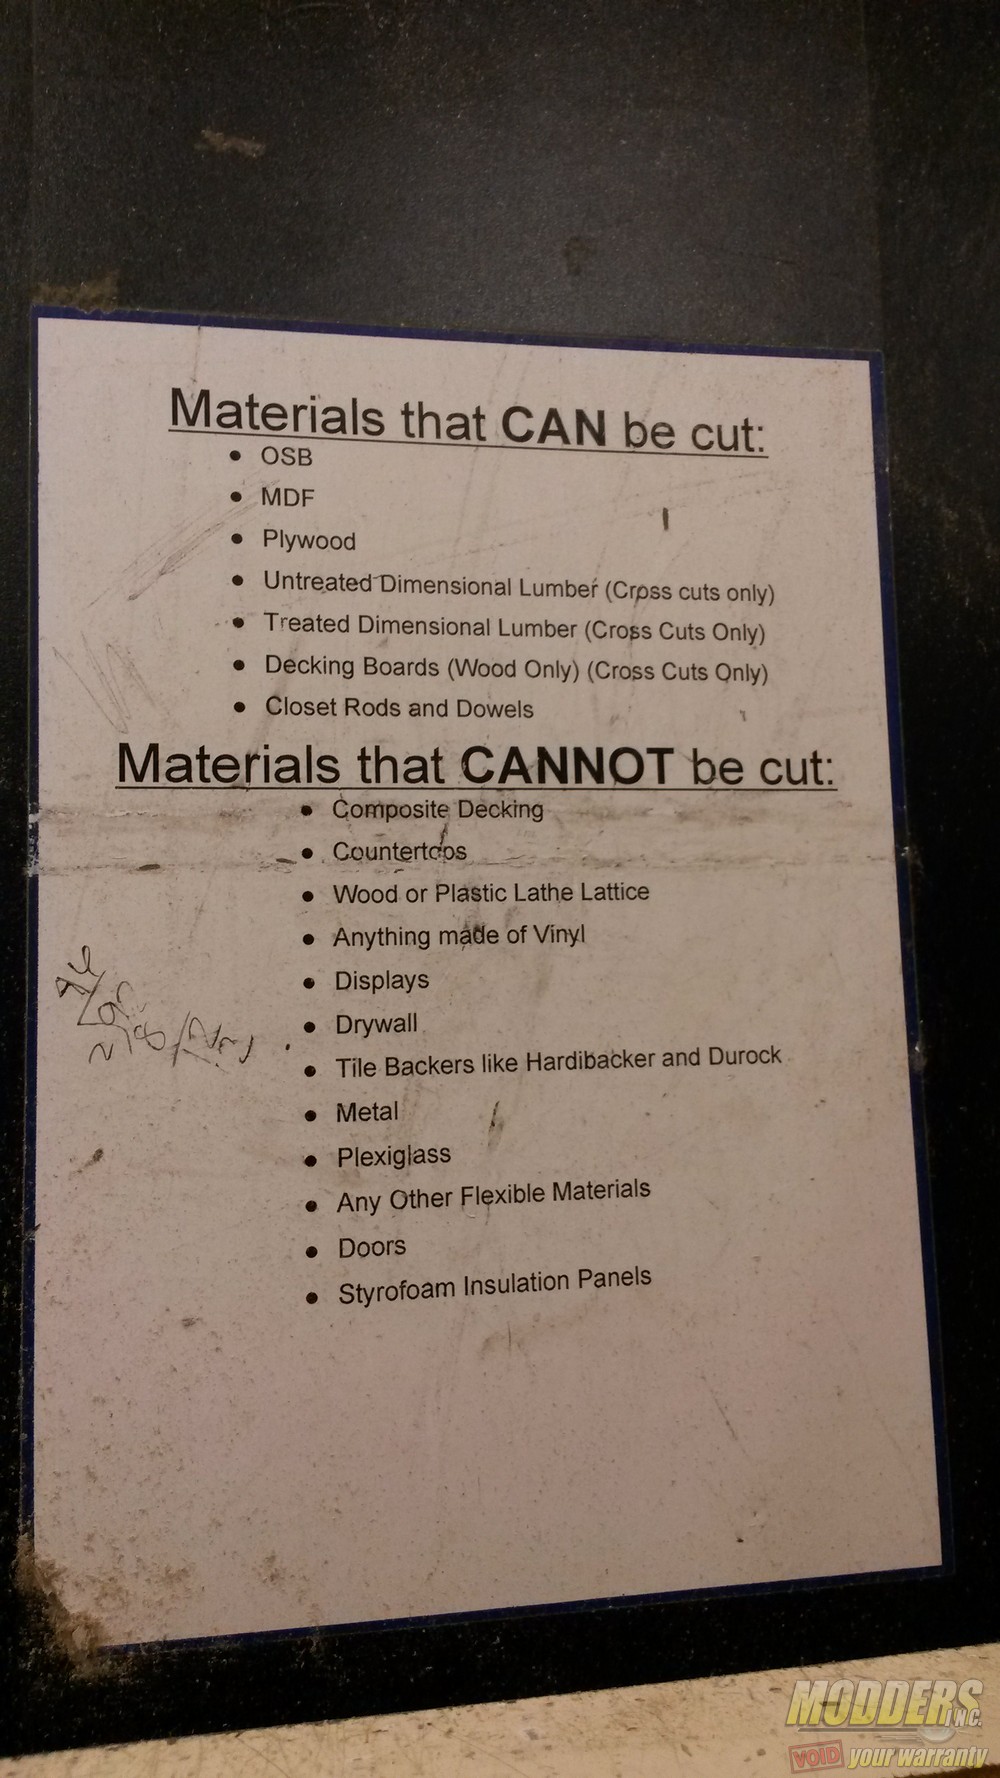 Materials that CAN be cut:
• OSB
• MDF
• Plywood
• Untreated Dimensional Lumber (Cross cuts only)
• Treated Dimensional Lumber (Cross Cuts Only)
• Decking Boards (Wood Only) (Cross Cuts Only)
• Closet Rods and Dowels
Materials that CANNOT be cut:
• Composite Decking
• Countertops
• Wood or Plastic Lathe Lattice
• Anything made of Vinyl
• Displays
• Drywall
• Tile Backers like Hardibacker and Durock
• Metal
• Plexiglass
• Any Other Flexible Materials
• Doors
• Styrofoam Insulation Panels
MODDERS INC.
VOID your warranty